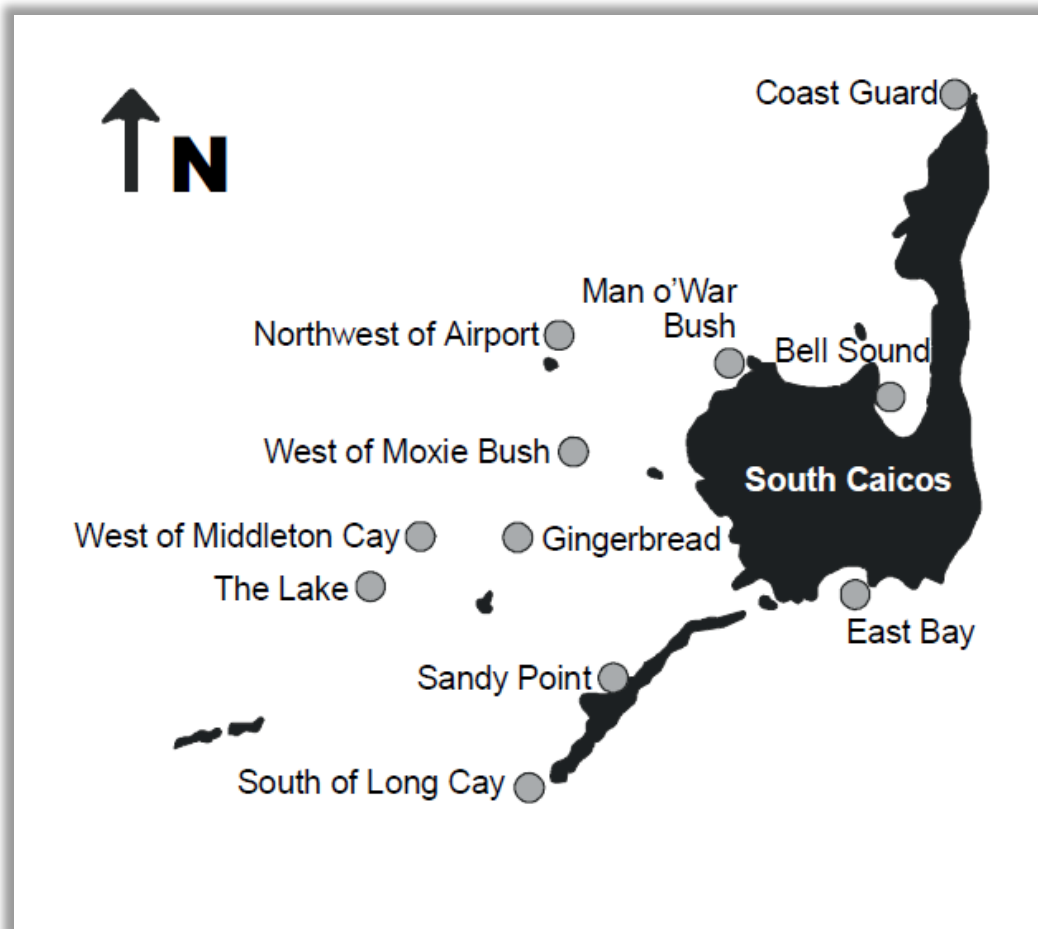 Coast Guard
N
Man o'War
Bush
Northwest of Airport
Bell Sound
West of Moxie Bush
South Caicos
West of Middleton Cay
Gingerbread
The Lake
East Bay
Sandy Point
South of Long Cay